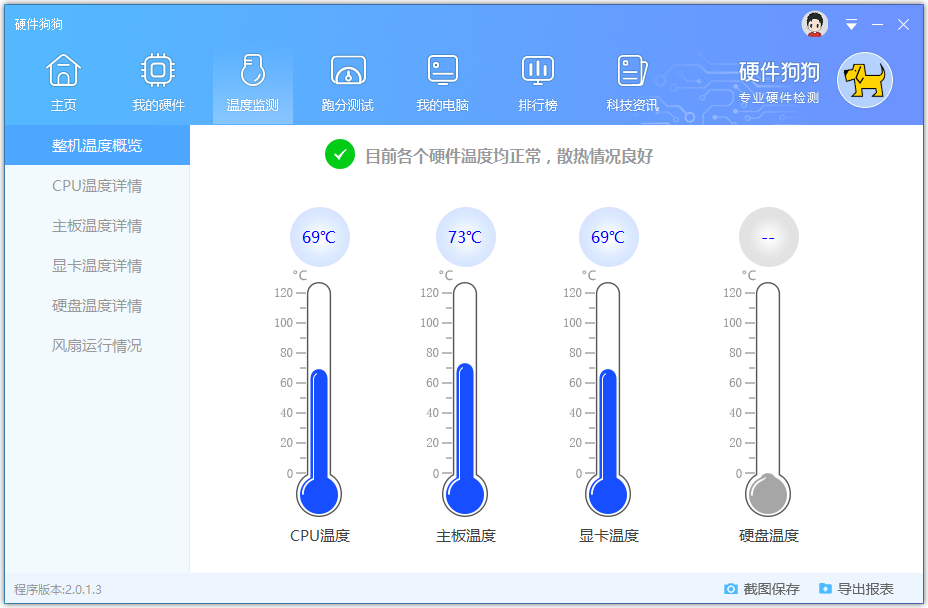 硬件狗狗
主页 我的硬件 温度监测 跑分测试 我的电脑 排行榜 科技资讯
硬件狗狗
专业硬件检测
整机温度概览
CPU温度详情
主板温度详情
显卡温度详情
硬盘温度详情
风扇运行情况
目前各个硬件温度均正常，散热情况良好
69℃ 73℃ 69℃ --
°C °C °C °C
120 120 120 120
100 100 100 100
80 80 80 80
60 60 60 60
40 40 40 40
20 20 20 20
0 0 0 0
CPU温度 主板温度 显卡温度 硬盘温度
程序版本:2.0.1.3 截图保存 导出报表